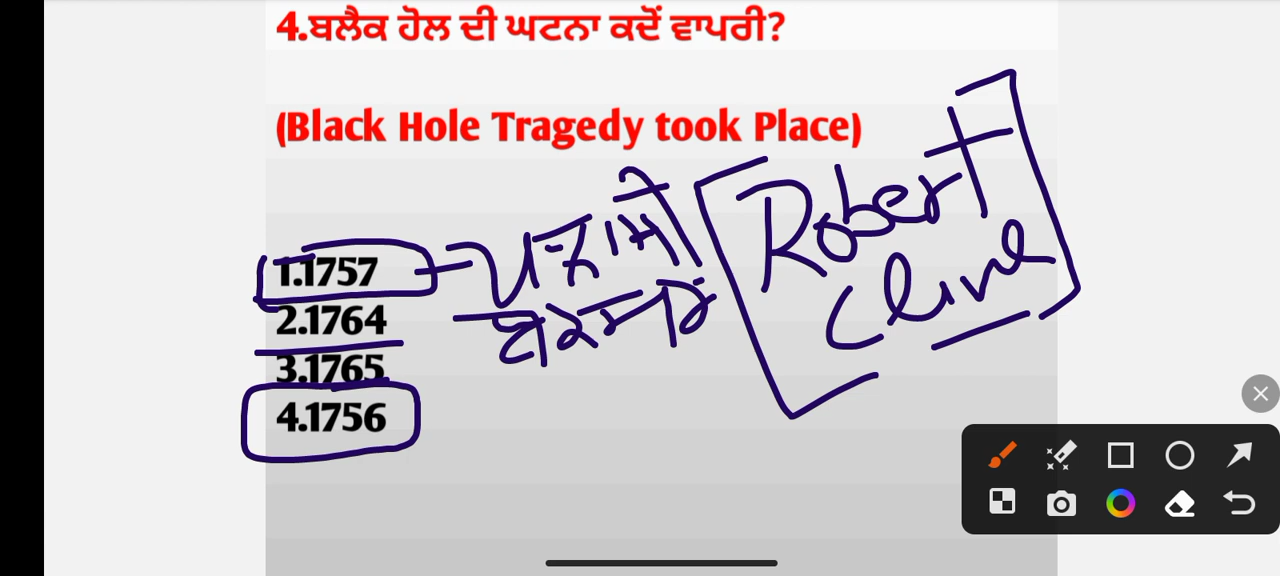 4.ਬਲੈਕ ਹੋਲ ਦੀ ਘਟਨਾ ਕਦੋਂ ਵਾਪਰੀ?
(Black Hole Tragedy took Place)
1.1757
2.1764
3.1765
4.1756
Robert
Clive